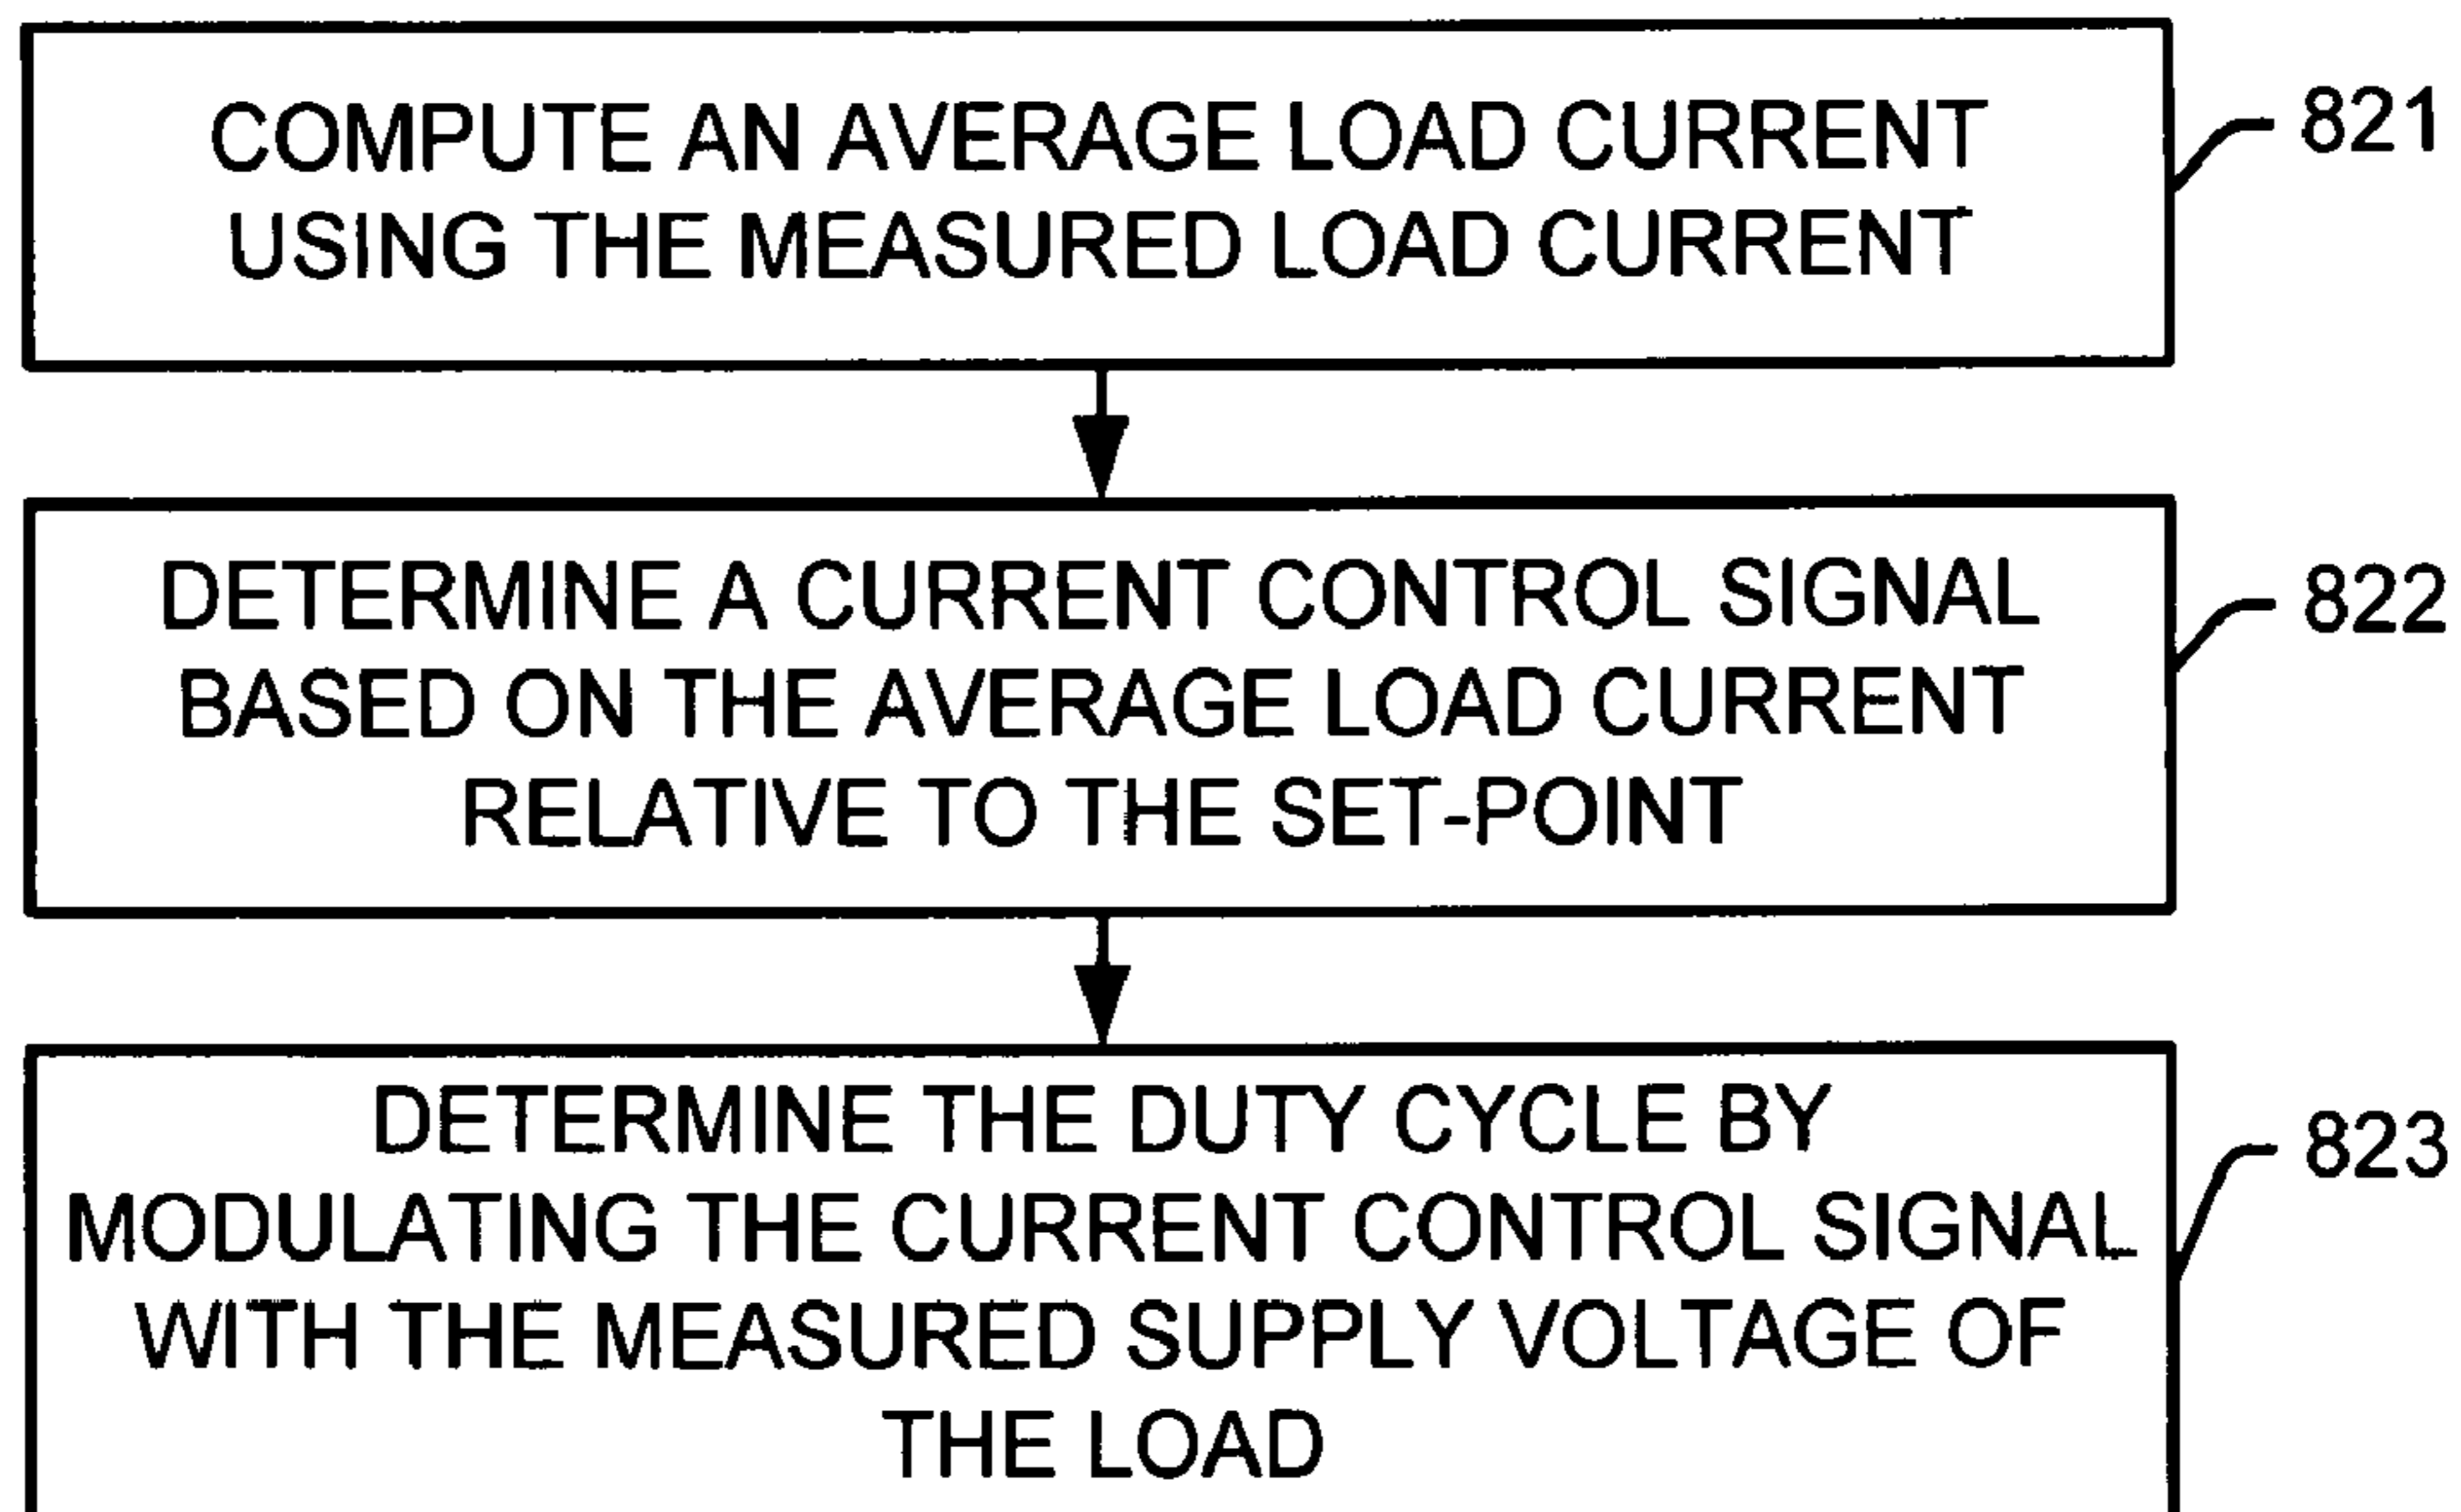 COMPUTE AN AVERAGE LOAD CURRENT
USING THE MEASURED LOAD CURRENT
821
DETERMINE A CURRENT CONTROL SIGNAL
BASED ON THE AVERAGE LOAD CURRENT
RELATIVE TO THE SET-POINT
822
DETERMINE THE DUTY CYCLE BY
MODULATING THE CURRENT CONTROL SIGNAL
WITH THE MEASURED SUPPLY VOLTAGE OF
THE LOAD
823